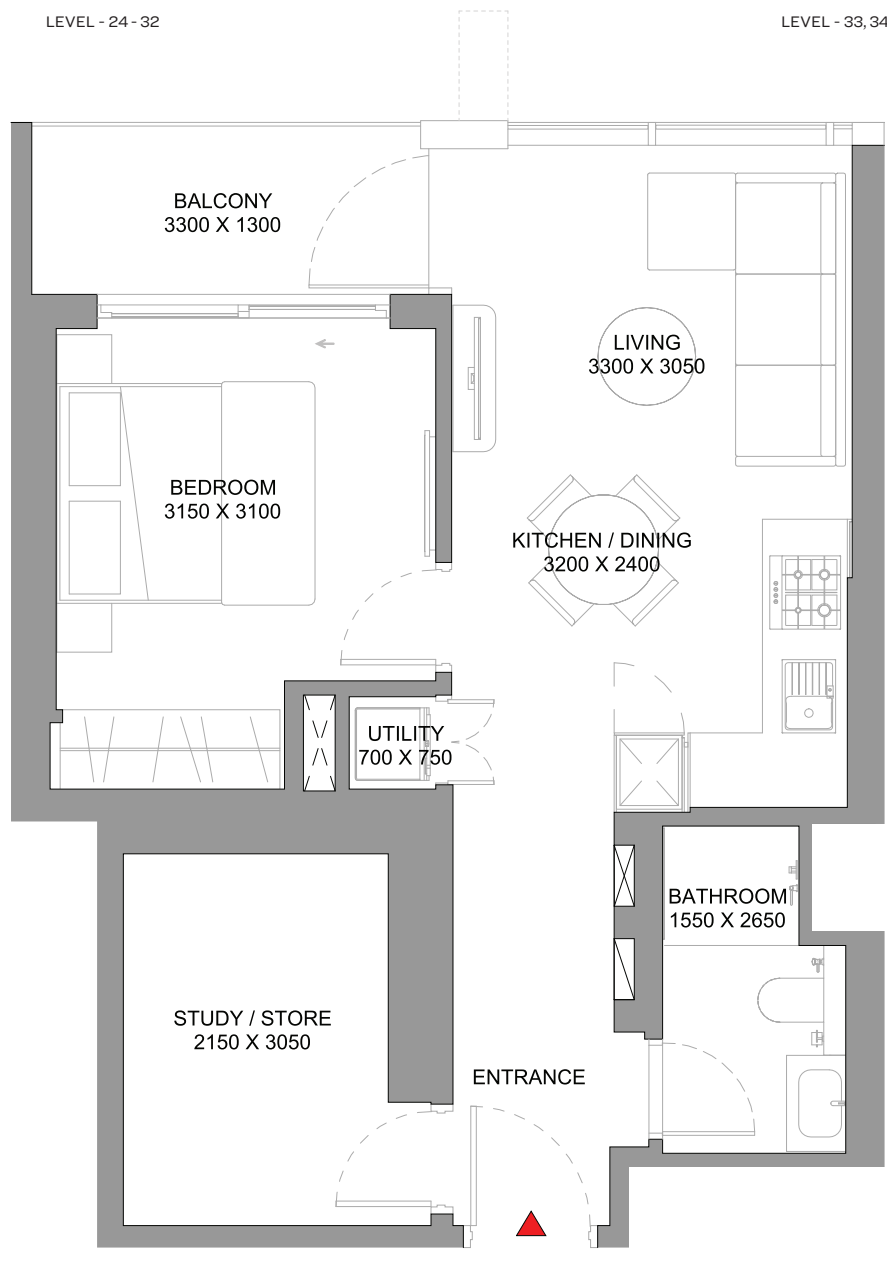 LEVEL - 24 - 32
LEVEL - 33, 34
BALCONY
3300 X 1300
LIVING
3300 X 3050
BEDROOM
3150 X 3100
KITCHEN / DINING
3200 X 2400
UTILITY
700 X 750
BATHROOM
1550 X 2650
STUDY / STORE
2150 X 3050
ENTRANCE